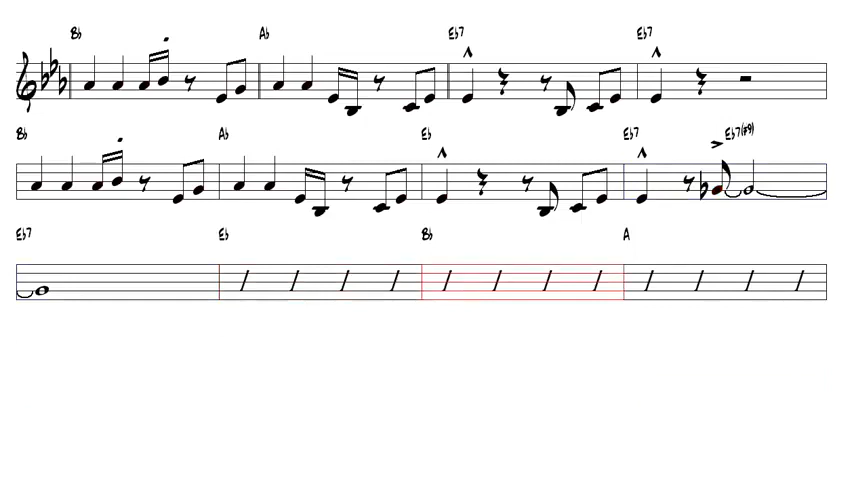 B♭ A♭ E♭7 E♭7
B♭ A♭ E♭ E♭7 E♭7(♯9)
E♭7 E♭ B♭ A